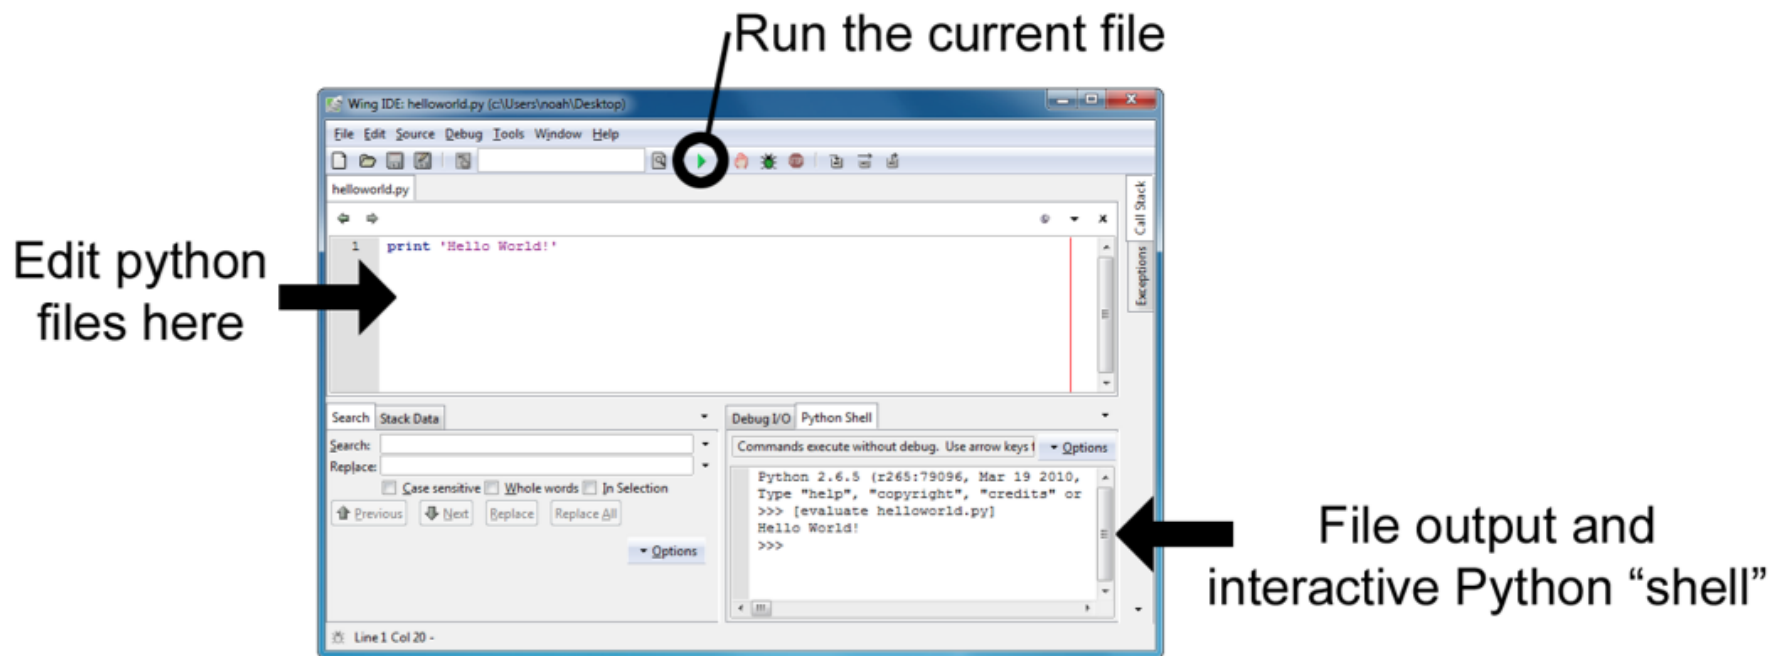 Run the current file
Wing IDE: helloworld.py (c:\Users\noah\Desktop)
File Edit Source Debug Tools Window Help
helloworld.py
Call Stack
Exceptions
1 print 'Hello World!'
Edit python
files here
Search Stack Data
Search:
Replace:
Case sensitive Whole words In Selection
Previous Next Replace Replace All
Options
Debug I/O Python Shell
Commands execute without debug. Use arrow keys
Options
Python 2.6.5 (r265:79096, Mar 19 2010,
Type "help", "copyright", "credits" or
>>> [evaluate helloworld.py]
Hello World!
>>>
File output and
interactive Python “shell”
Line 1 Col 20 -